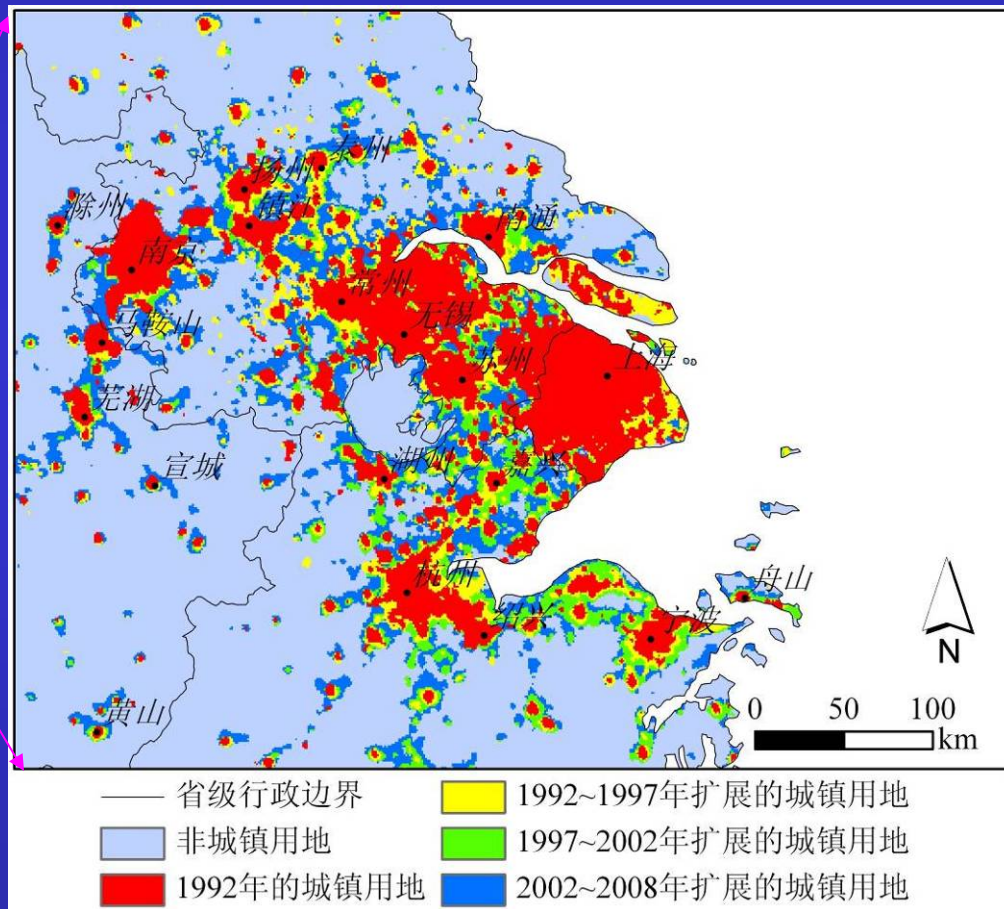 泰州
扬州
滁州
镇江
南通
南京
常州
马鞍山
无锡
苏州
上海
芜湖
湖州
嘉兴
宣城
杭州
舟山
绍兴
宁波
黄山
N
0 50 100
km
省级行政边界
非城镇用地
1992年的城镇用地
1992~1997年扩展的城镇用地
1997~2002年扩展的城镇用地
2002~2008年扩展的城镇用地